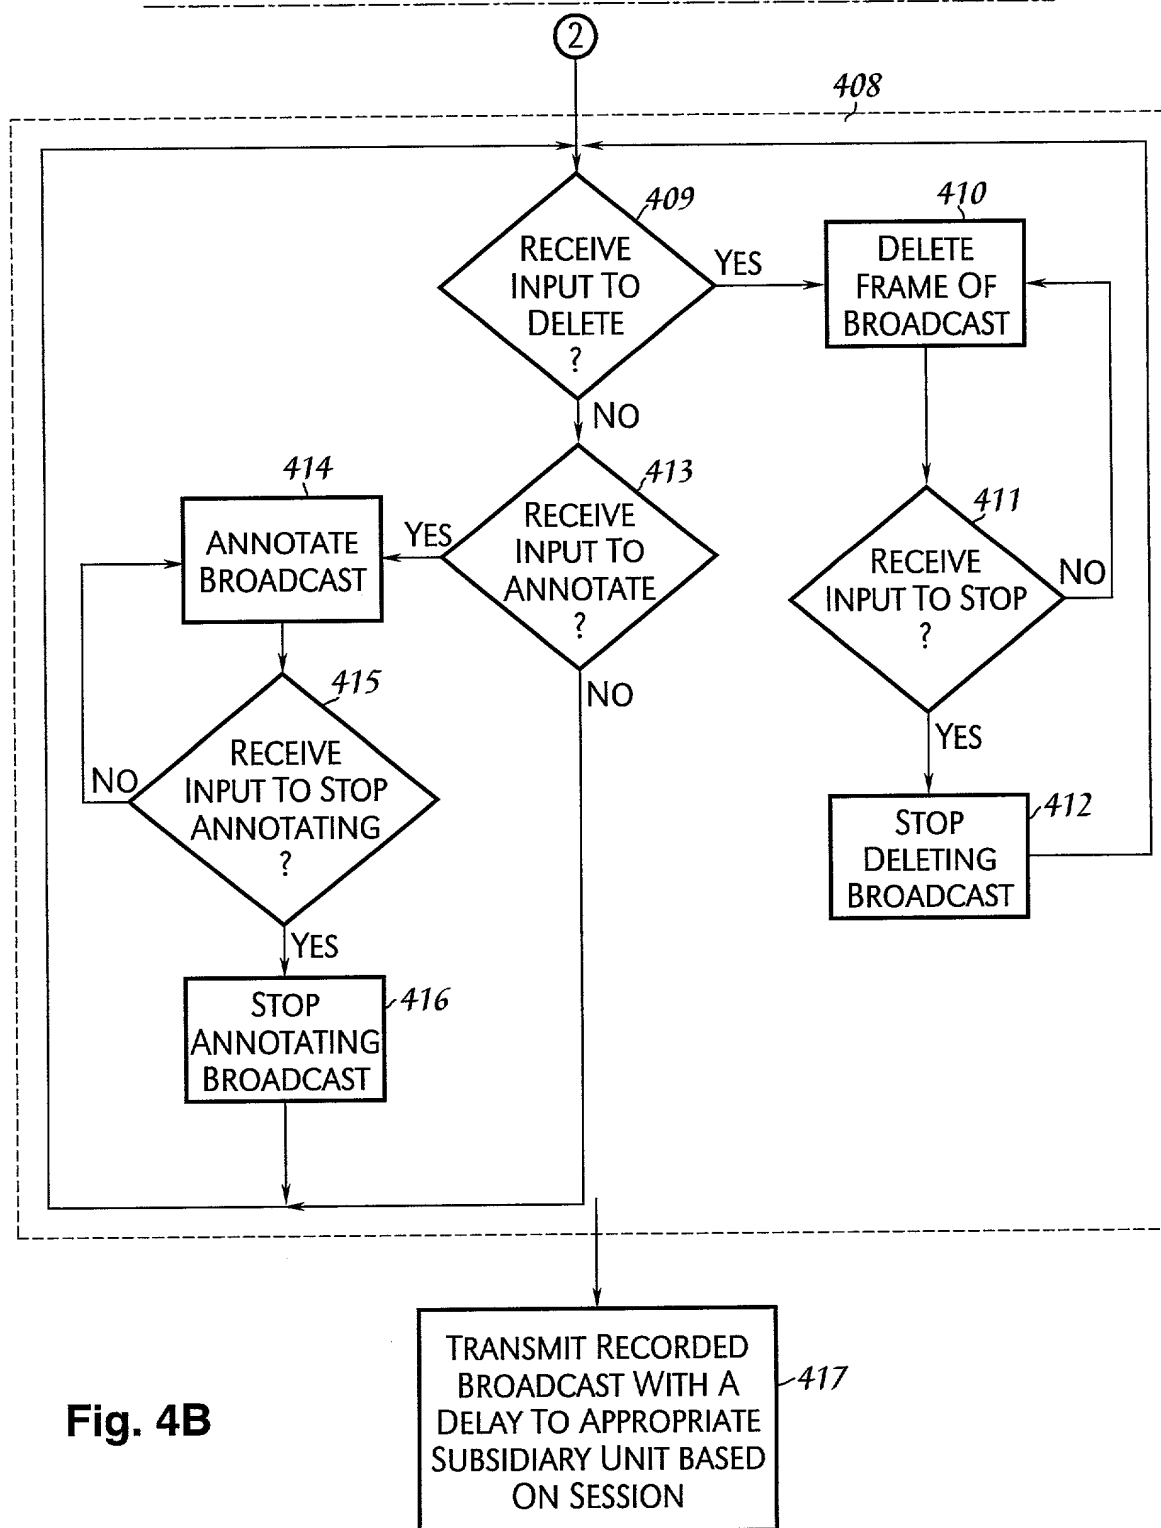 2
408
409
RECEIVE
INPUT TO
DELETE
?
YES
NO
410
DELETE
FRAME OF
BROADCAST
413
RECEIVE
INPUT TO
ANNOTATE
?
YES
NO
414
ANNOTATE
BROADCAST
411
RECEIVE
INPUT TO STOP
?
NO
YES
415
RECEIVE
INPUT TO STOP
ANNOTATING
?
NO
YES
412
STOP
DELETING
BROADCAST
416
STOP
ANNOTATING
BROADCAST
417
TRANSMIT RECORDED
BROADCAST WITH A
DELAY TO APPROPRIATE
SUBSIDIARY UNIT BASED
ON SESSION
Fig. 4B